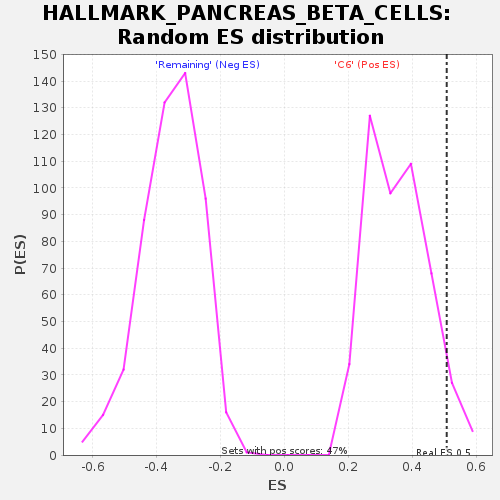 HALLMARK_PANCREAS_BETA_CELLS:
Random ES distribution
'Remaining' (Neg ES)
'C6' (Pos ES)
150
140
130
120
110
100
90
80
70
60
50
40
30
20
10
0
P(ES)
Sets with pos scores: 47%
Real ES 0.5
-0.6
-0.4
-0.2
0.0
0.2
0.4
0.6
ES